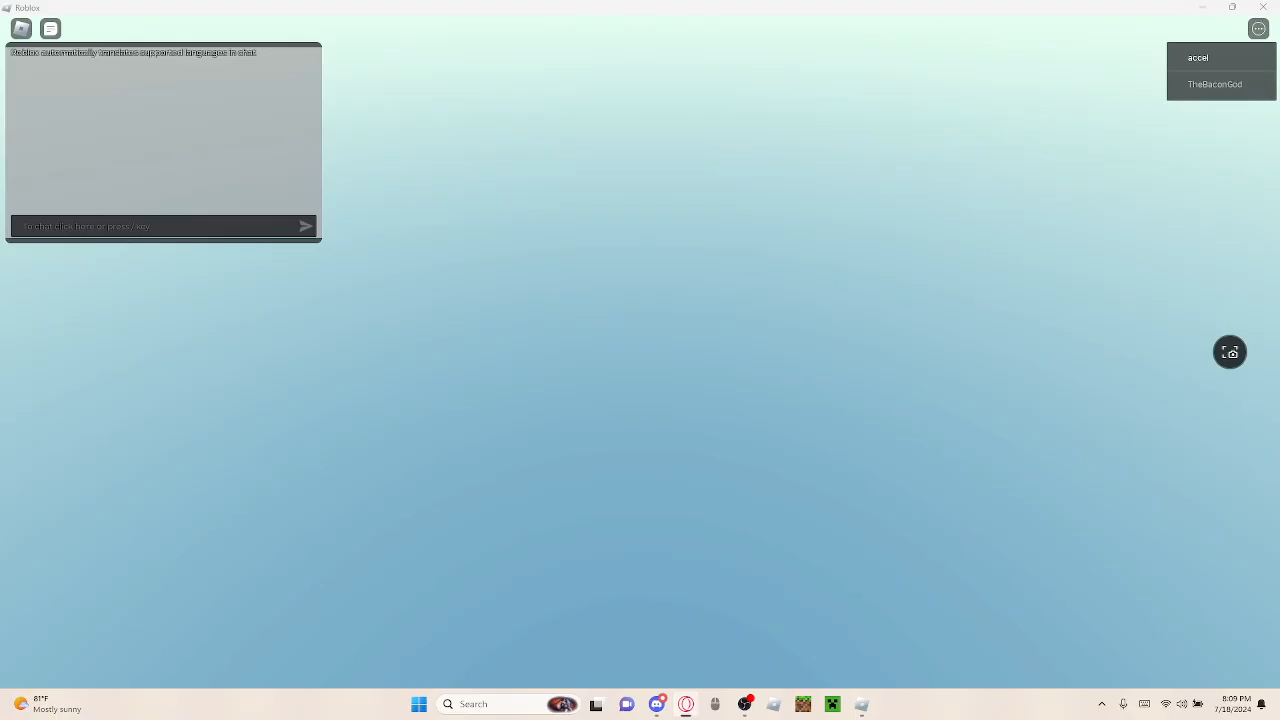 Roblox
Roblox automatically translates supported languages in chat.
accel
TheBaconGod
To chat click here or press / key
81°F
Mostly sunny
Search
8:09 PM
7/18/2024